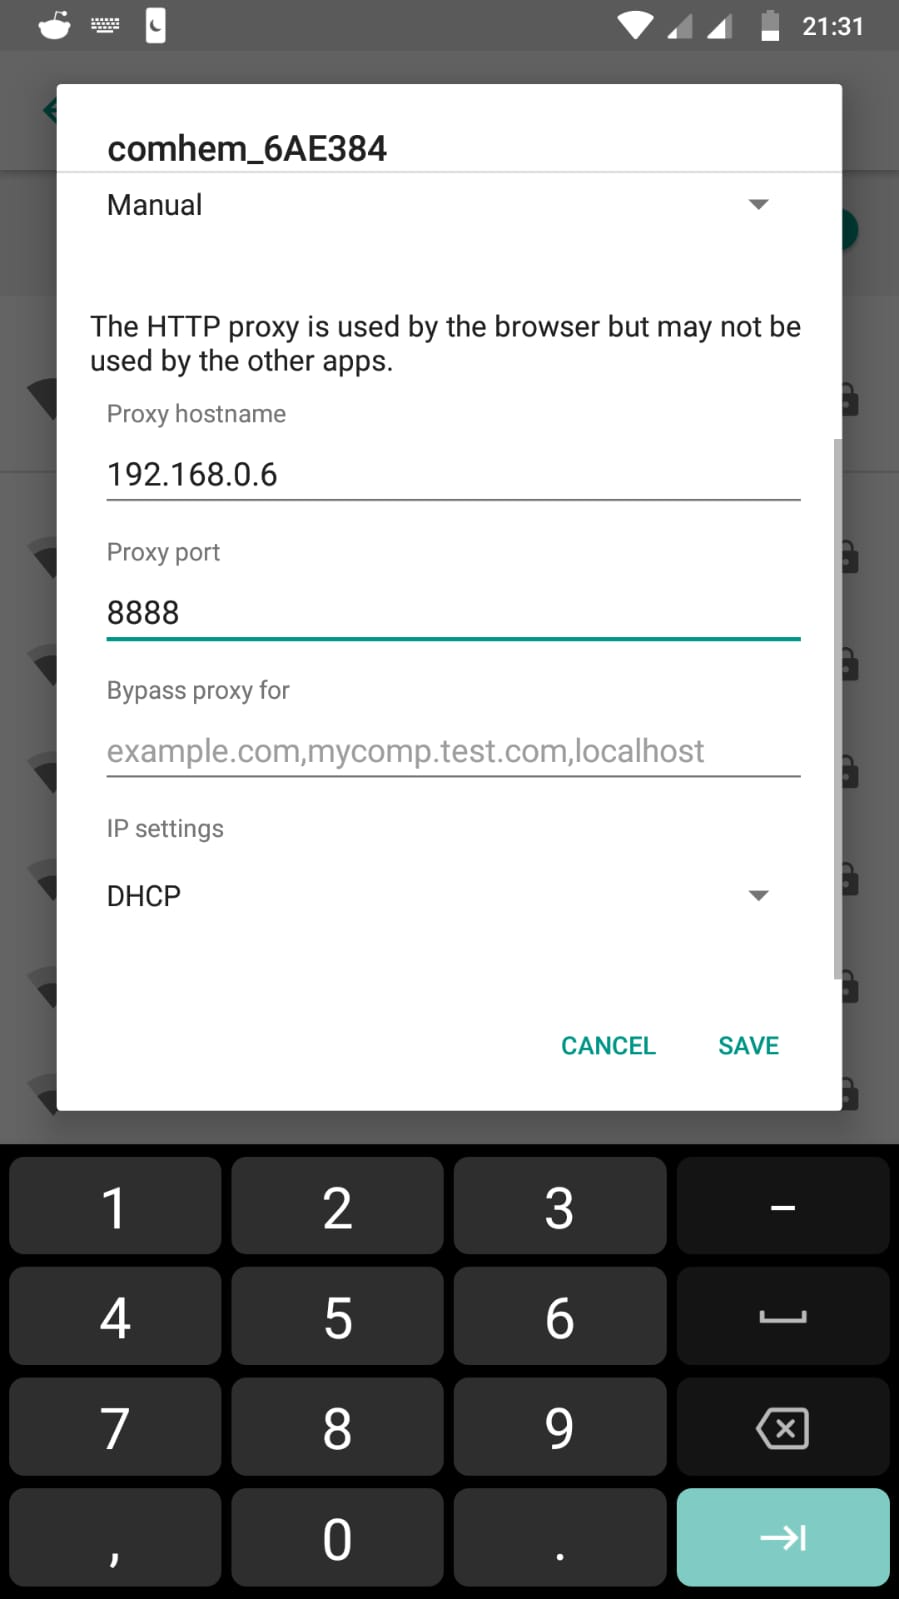 21:31
comhem_6AE384
Manual
The HTTP proxy is used by the browser but may not be
used by the other apps.
Proxy hostname
192.168.0.6
Proxy port
8888
Bypass proxy for
example.com,mycomp.test.com,localhost
IP settings
DHCP
CANCEL SAVE
1 2 3 –
4 5 6
7 8 9
, 0 .